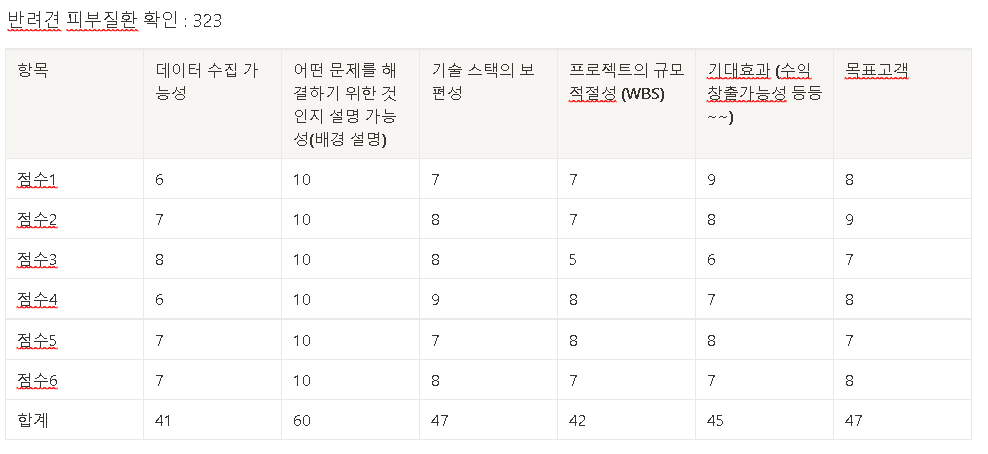 반려견 피부질환 확인 : 323
항목 데이터 수집 가능성 어떤 문제를 해결하기 위한 것인지 설명 가능성(배경 설명) 기술 스택의 보편성 프로젝트의 규모 적절성 (WBS) 기대효과 (수익창출가능성 등등~~) 목표고객
점수1 6 10 7 7 9 8
점수2 7 10 8 7 8 9
점수3 8 10 8 5 6 7
점수4 6 10 9 8 7 8
점수5 7 10 7 8 8 7
점수6 7 10 8 7 7 8
합계 41 60 47 42 45 47